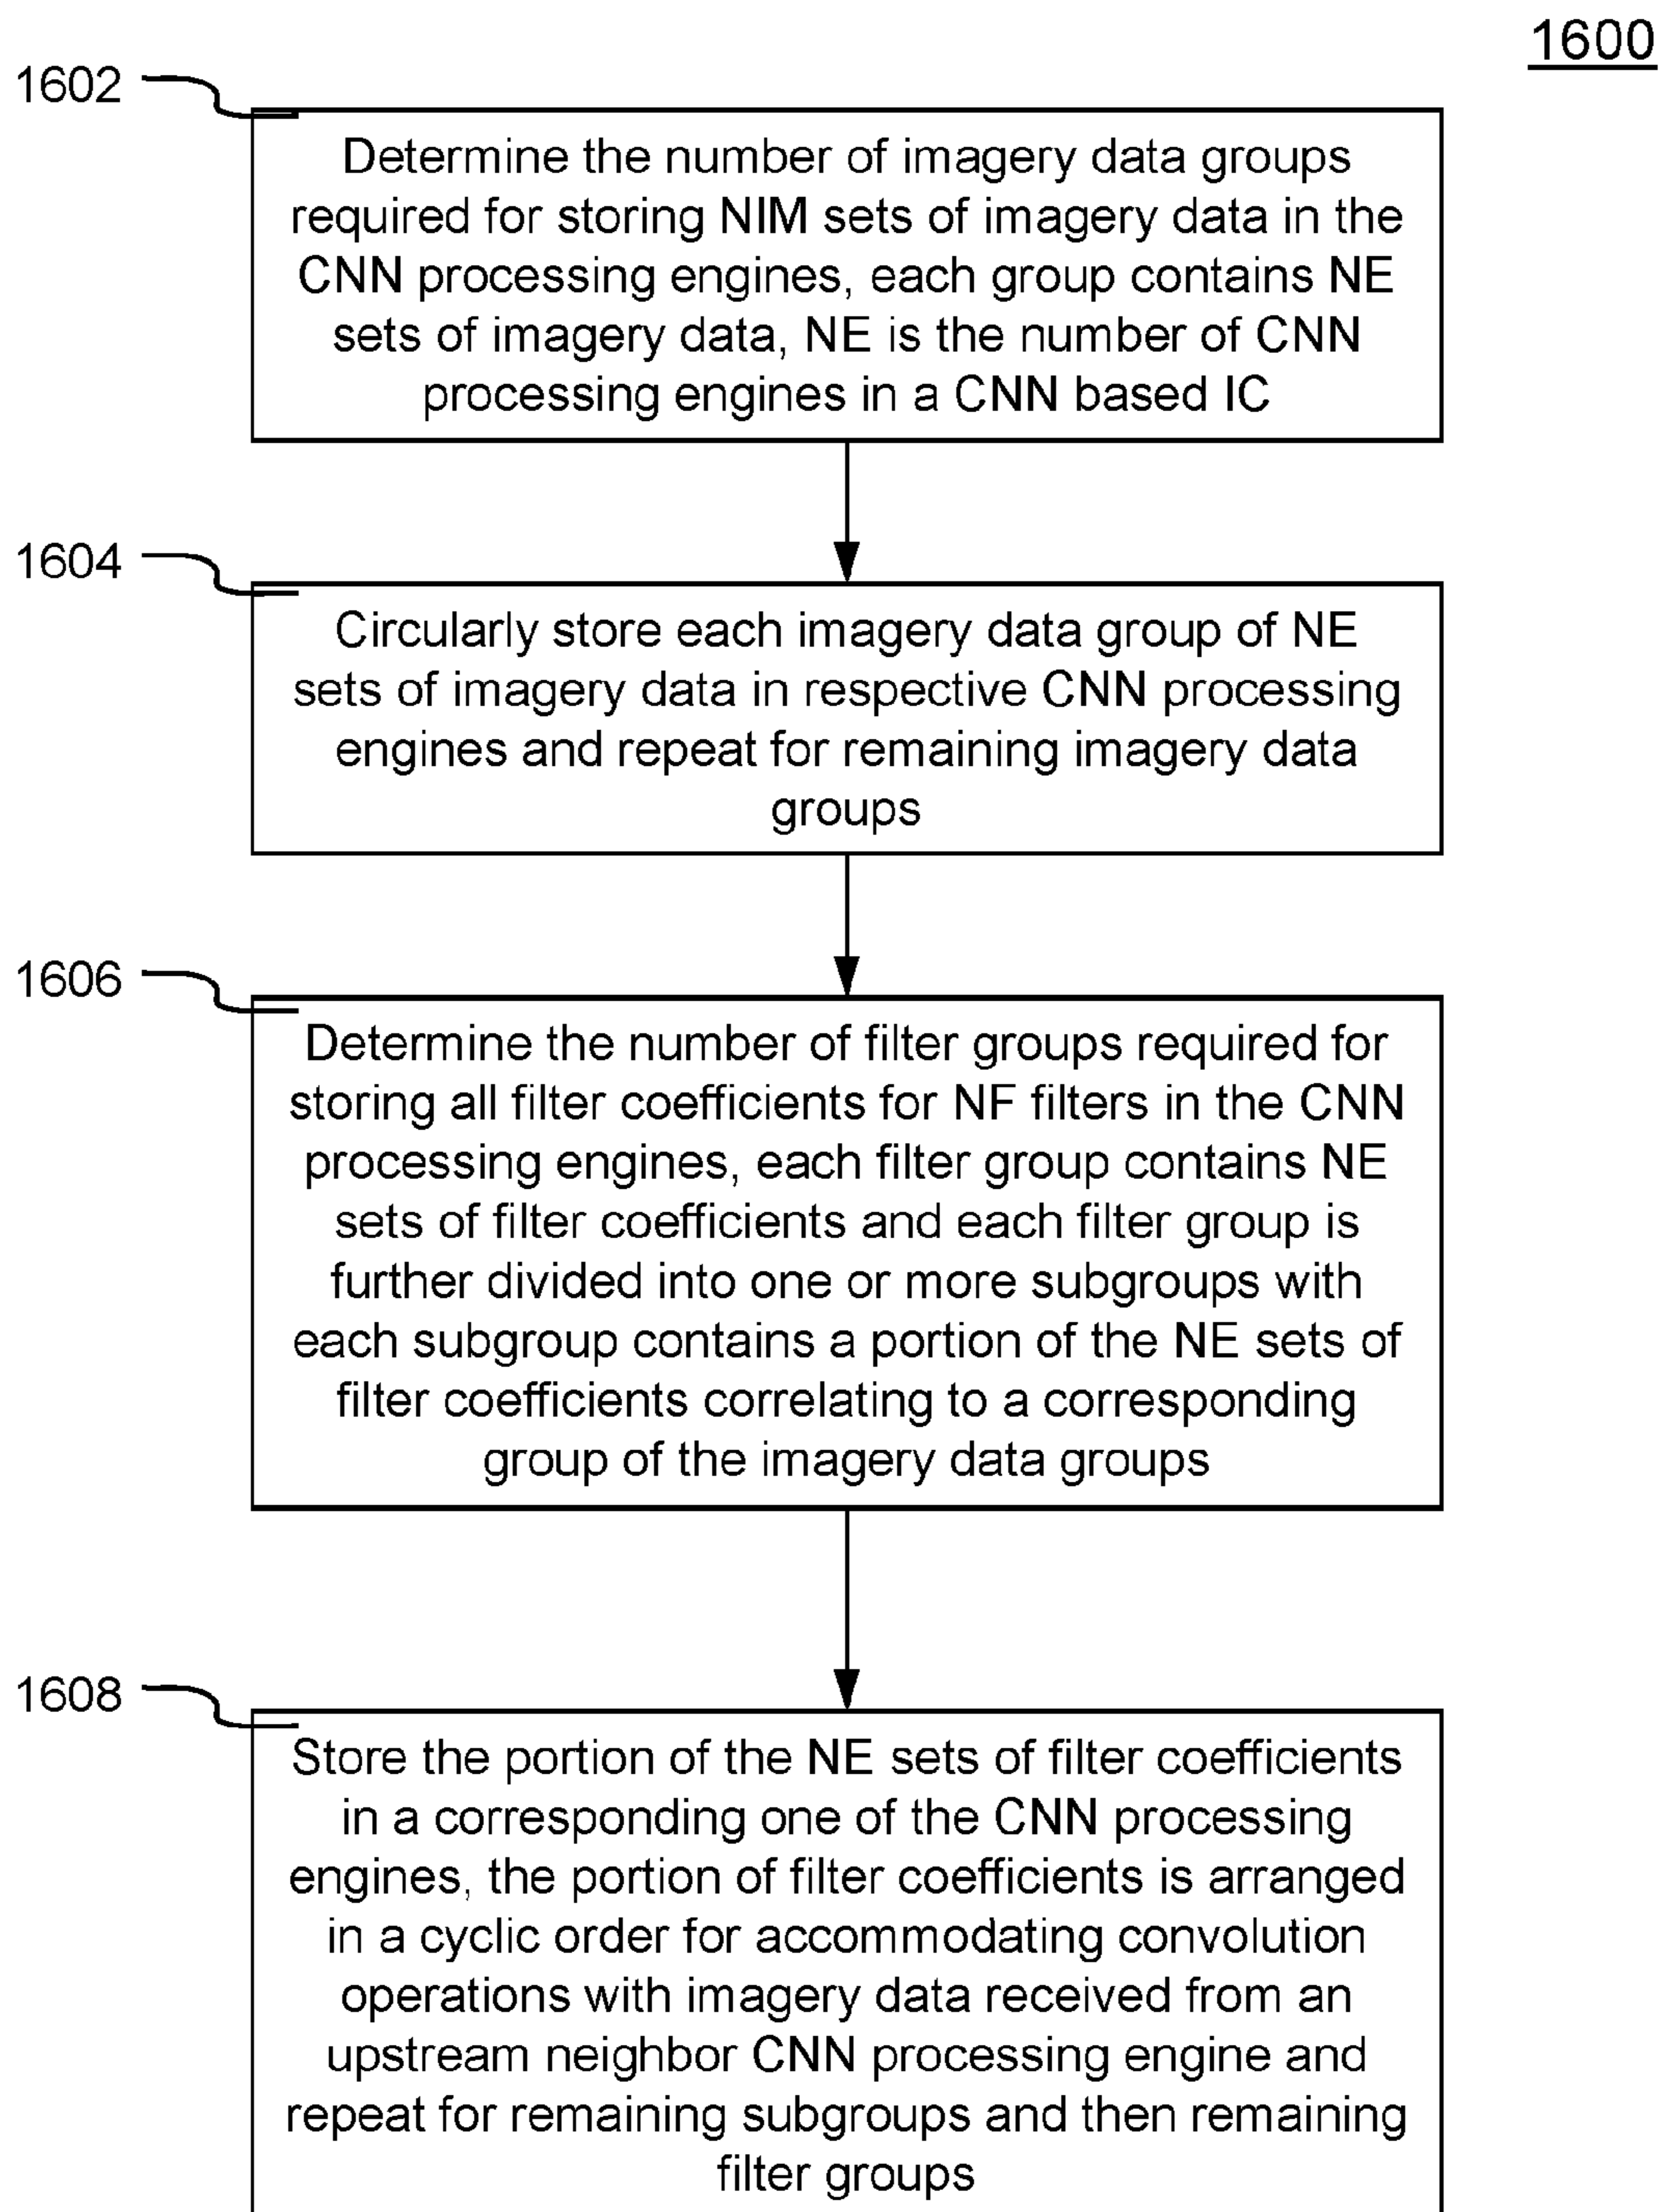 1600
1602
Determine the number of imagery data groups
required for storing NIM sets of imagery data in the
CNN processing engines, each group contains NE
sets of imagery data, NE is the number of CNN
processing engines in a CNN based IC
1604
Circularly store each imagery data group of NE
sets of imagery data in respective CNN processing
engines and repeat for remaining imagery data
groups
1606
Determine the number of filter groups required for
storing all filter coefficients for NF filters in the CNN
processing engines, each filter group contains NE
sets of filter coefficients and each filter group is
further divided into one or more subgroups with
each subgroup contains a portion of the NE sets of
filter coefficients correlating to a corresponding
group of the imagery data groups
1608
Store the portion of the NE sets of filter coefficients
in a corresponding one of the CNN processing
engines, the portion of filter coefficients is arranged
in a cyclic order for accommodating convolution
operations with imagery data received from an
upstream neighbor CNN processing engine and
repeat for remaining subgroups and then remaining
filter groups